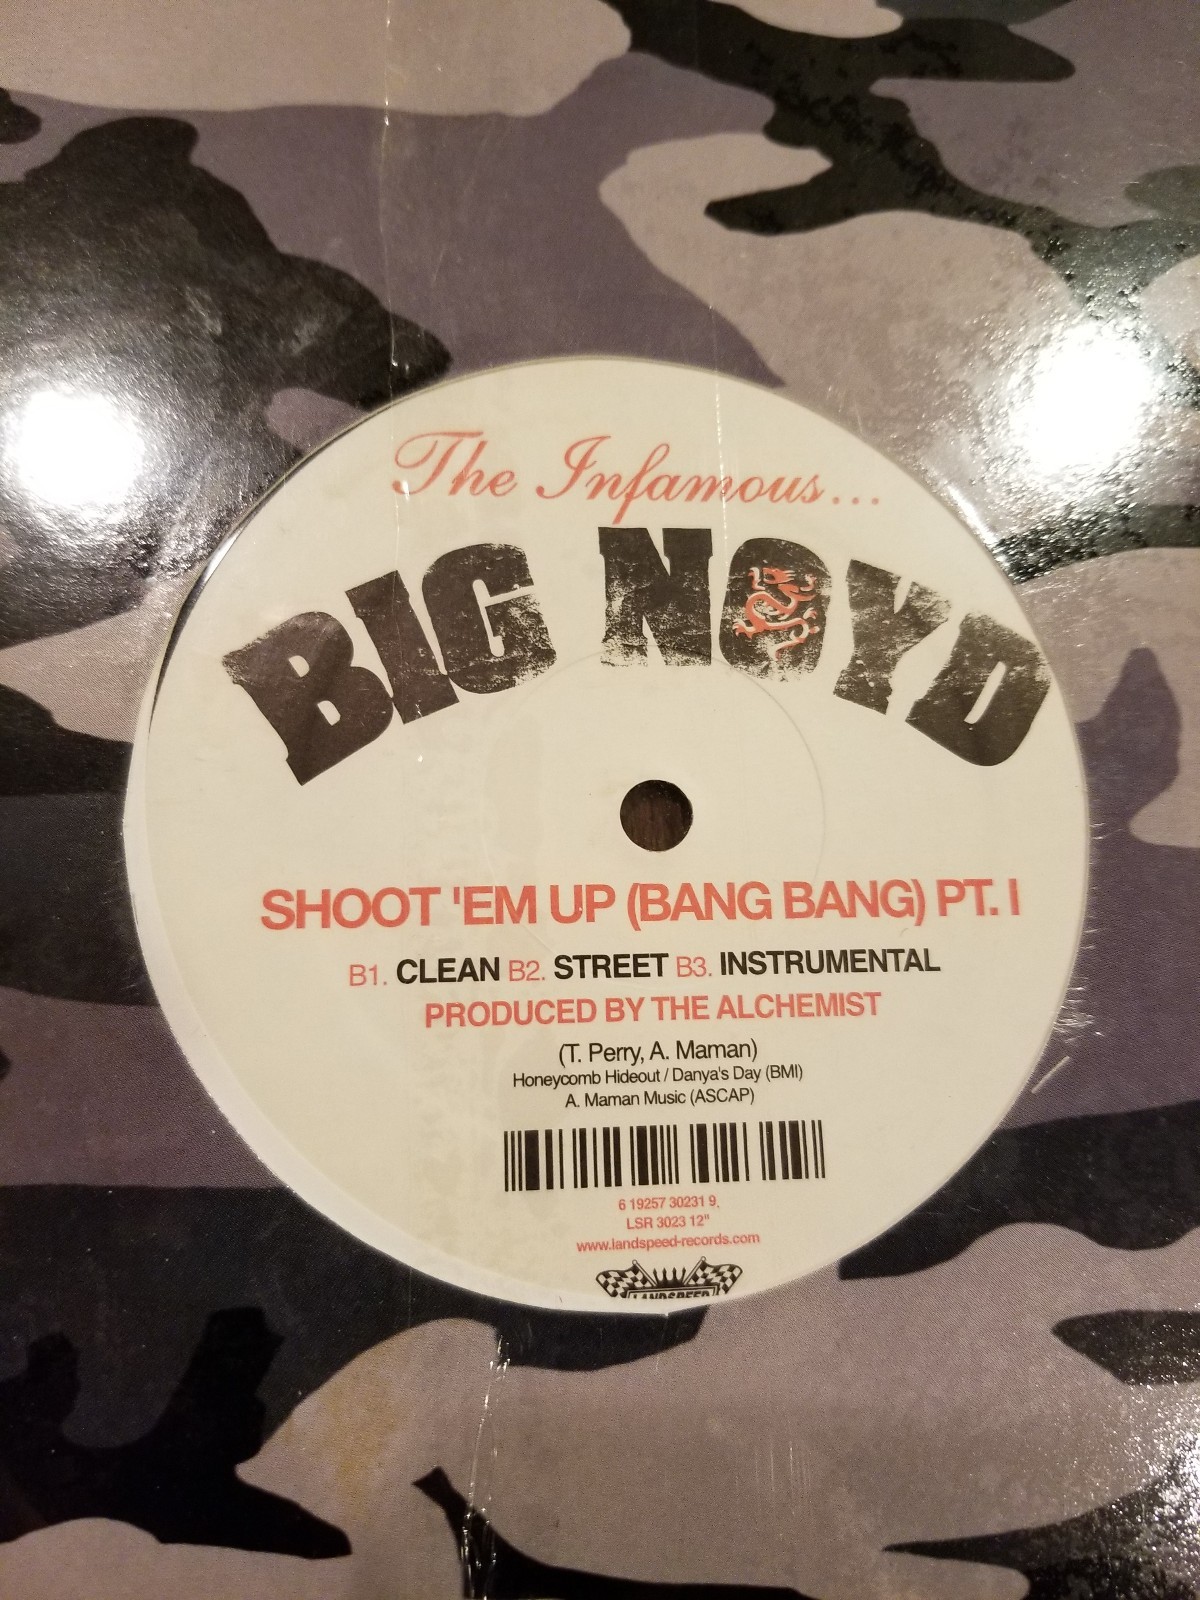 The Infamous...
BIG NOYD
SHOOT 'EM UP (BANG BANG) PT. I
B1. CLEAN B2. STREET B3. INSTRUMENTAL
PRODUCED BY THE ALCHEMIST
(T. Perry, A. Maman)
Honeycomb Hideout / Danya's Day (BMI)
A. Maman Music (ASCAP)
6 19257 30231 9
LSR 3023 12"
www.landspeed-records.com
LANDSPEED